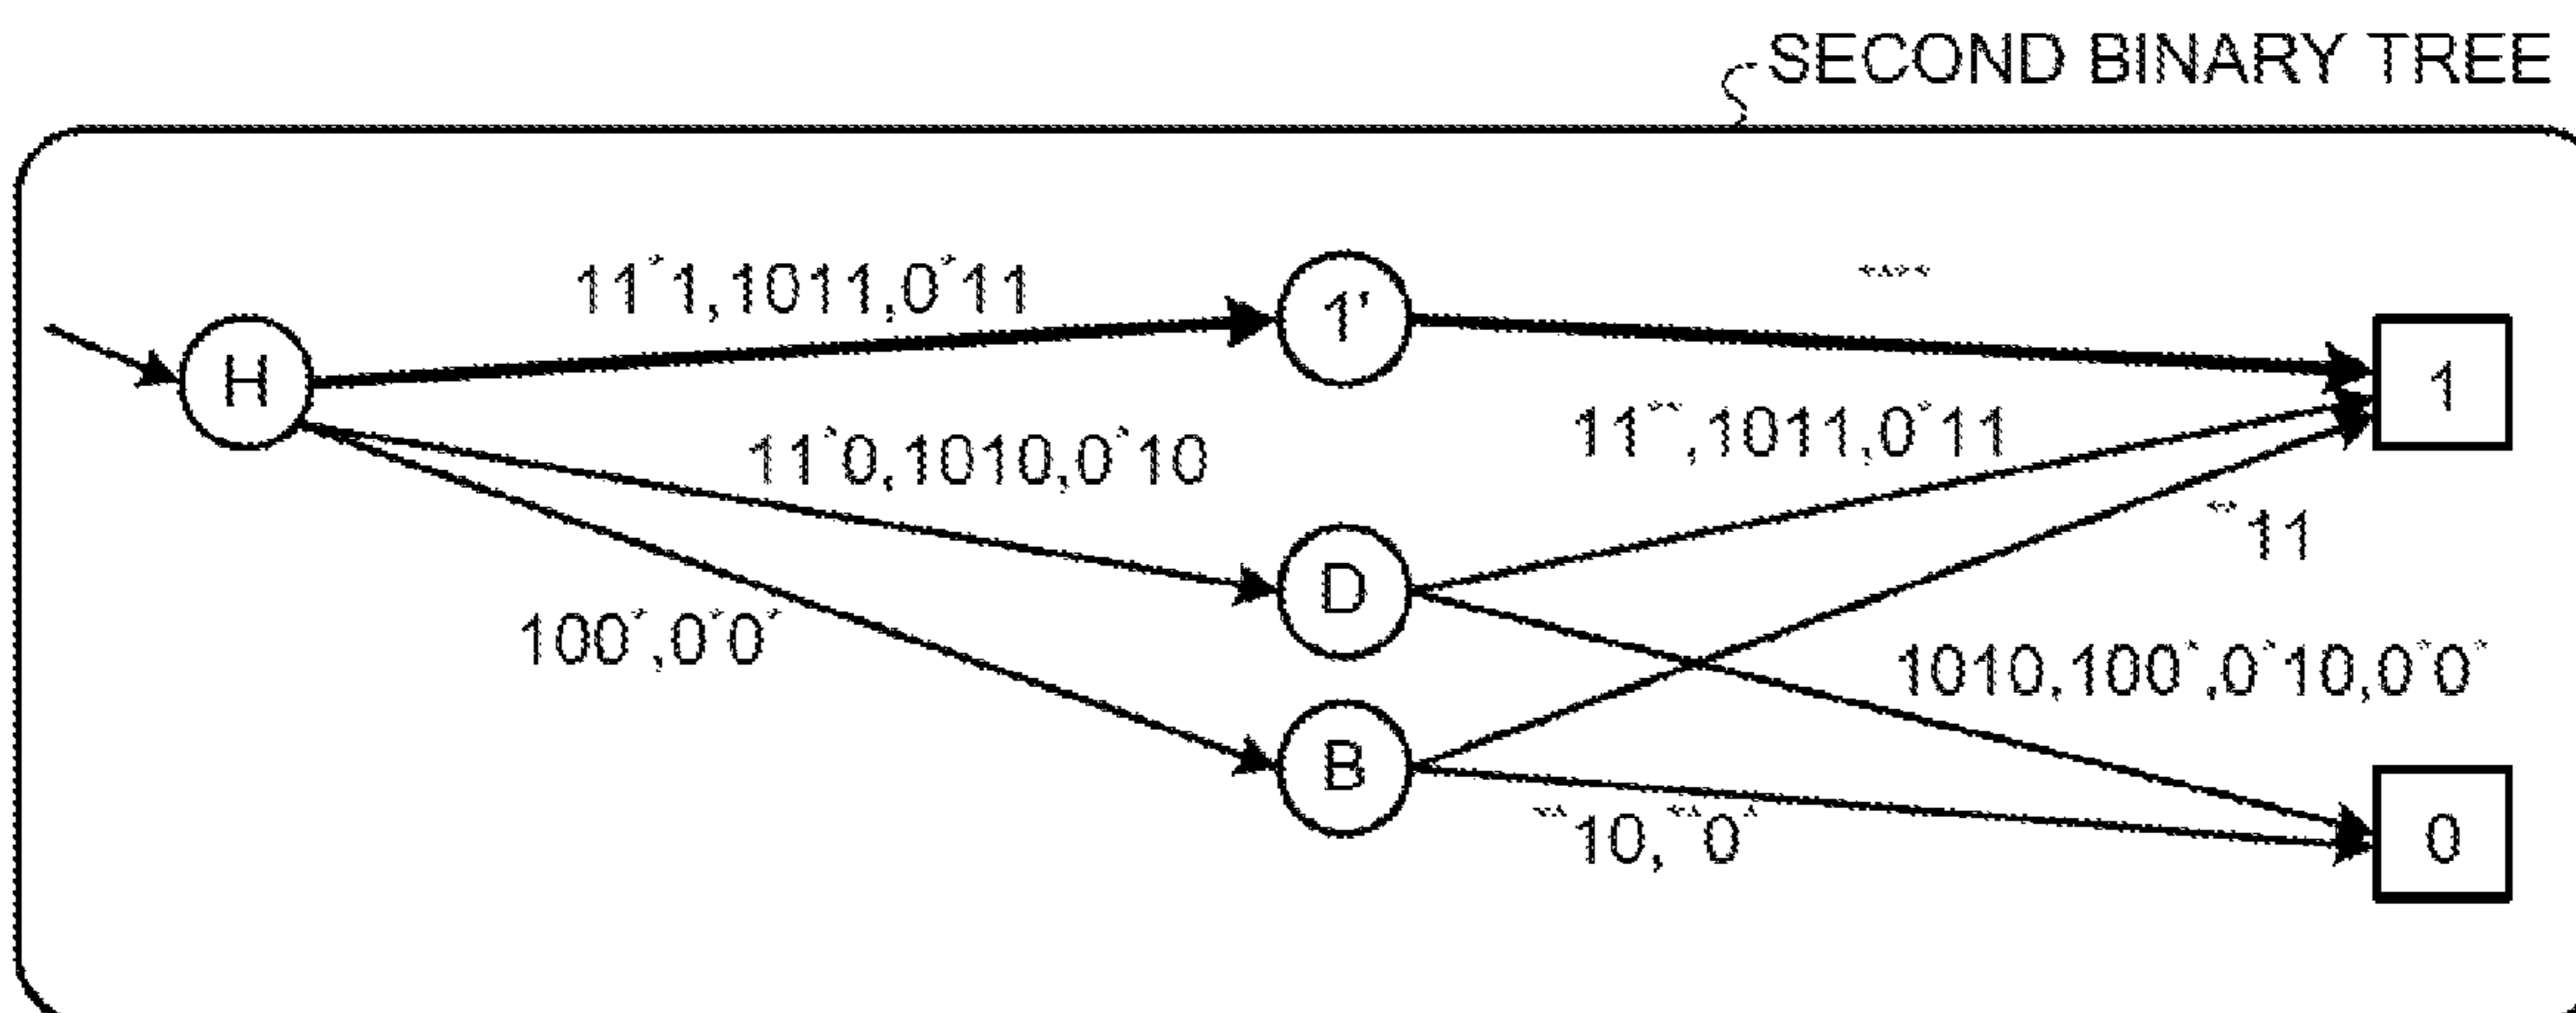 SECOND BINARY TREE
11*1,1011,0*11
1'
****
H
1
11**,1011,0*11
11*0,1010,0*10
**11
D
100*,0*0*
1010,100*,0*10,0*0*
B
**10,**0*
0